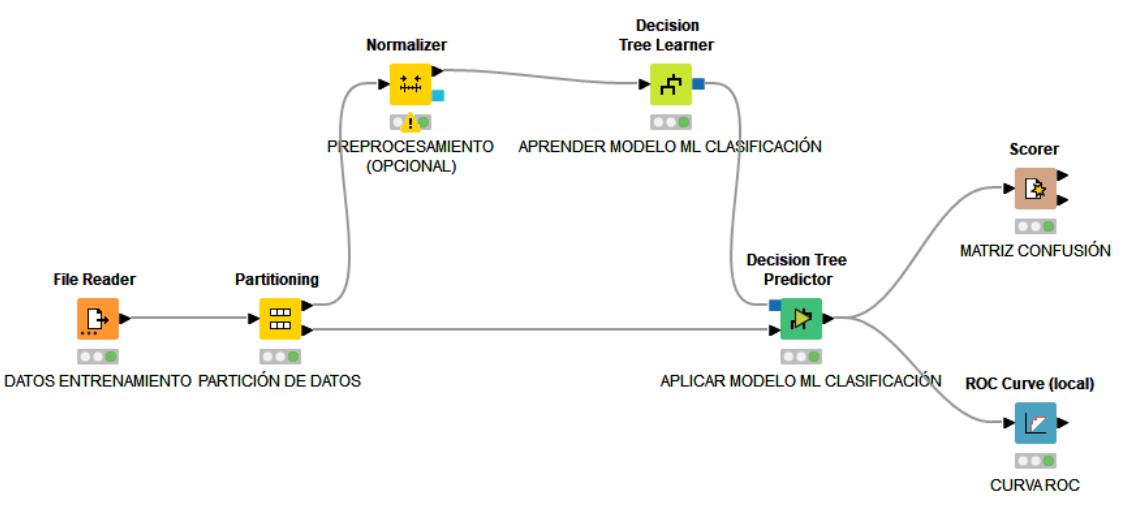 Decision
Tree Learner
Normalizer
PREPROCESAMIENTO
(OPCIONAL)
APRENDER MODELO ML CLASIFICACIÓN
Scorer
MATRIZ CONFUSIÓN
File Reader
Partitioning
Decision Tree
Predictor
DATOS ENTRENAMIENTO
PARTICIÓN DE DATOS
APLICAR MODELO ML CLASIFICACIÓN
ROC Curve (local)
CURVA ROC